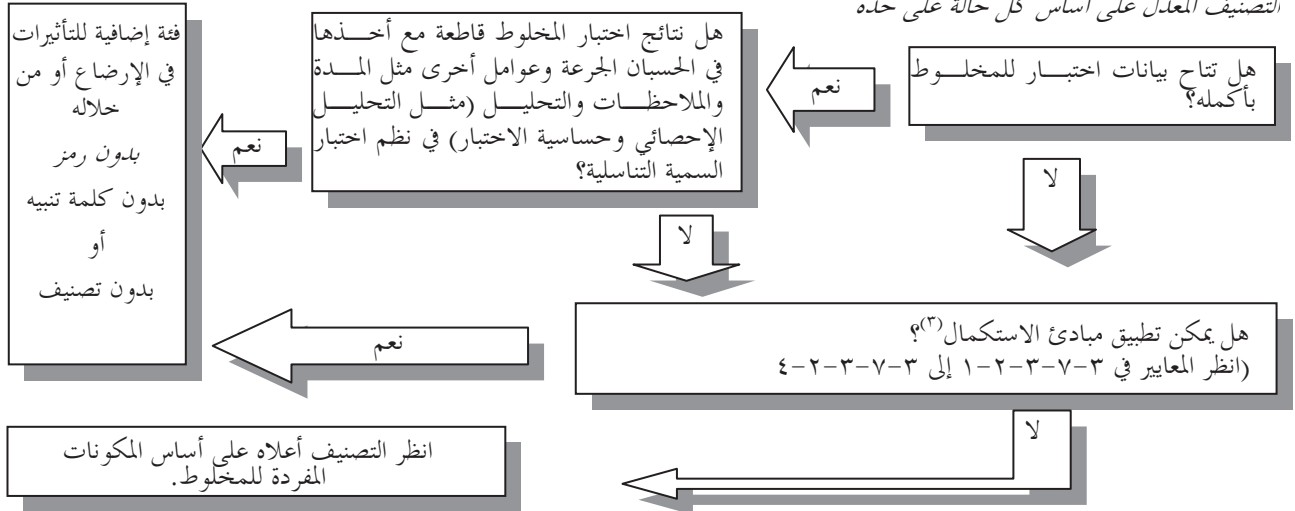 التصنيف المعدل على أساس كل حالة على حده
هل تتاح بيانات اختبار للمخلوط
بأكمله؟
نعم
هل نتائج اختبار المخلوط قاطعة مع أخذها
في الحسبان الجرعة وعوامل أخرى مثل المدة
والملاحظات والتحليل (مثل التحليل
الإحصائي وحساسية الاختبار) في نظم اختبار
السمية التناسلية؟
نعم
فئة إضافية للتأثيرات
في الإرضاع أو من
خلاله
بدون رمز
بدون كلمة تنبيه
أو
بدون تصنيف
لا
لا
هل يمكن تطبيق مبادئ الاستكمال(٣)؟
(انظر المعايير في ٣-٧-٣-٢-١ إلى ٣-٧-٣-٢-٤
نعم
لا
انظر التصنيف أعلاه على أساس المكونات
المفردة للمخلوط.